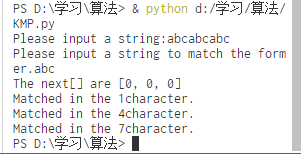 PS D:\学习\算法> & python d:/学习/算法/
KMP.py
Please input a string:abcabcabc
Please input a string to match the form
er.abc
The next[] are [0, 0, 0]
Matched in the 1character.
Matched in the 4character.
Matched in the 7character.
PS D:\学习\算法>